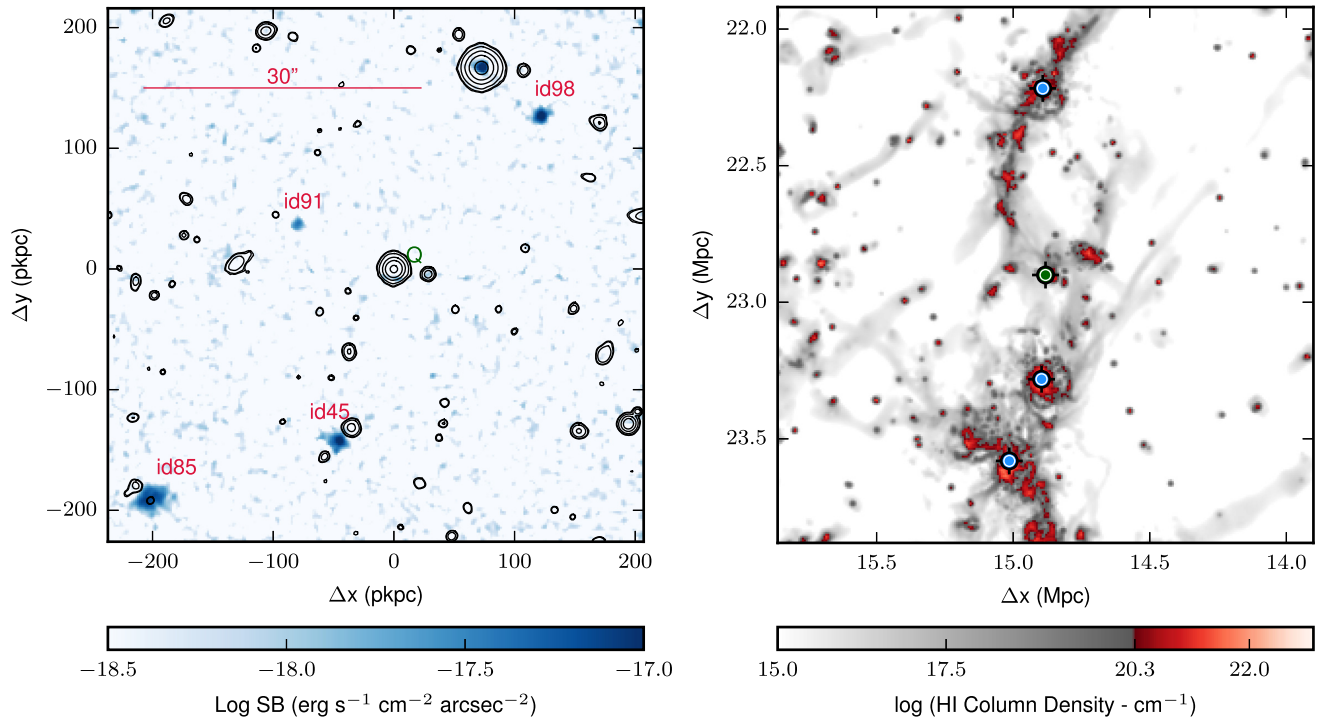 200
100
0
−100
−200
Δy (pkpc)
30”
id98
id91
Q
id45
id85
−200 −100 0 100 200
Δx (pkpc)
−18.5 −18.0 −17.5 −17.0
Log SB (erg s⁻¹ cm⁻² arcsec⁻²)
22.0
22.5
23.0
23.5
Δy (Mpc)
15.5 15.0 14.5 14.0
Δx (Mpc)
15.0 17.5 20.3 22.0
log (HI Column Density - cm⁻¹)